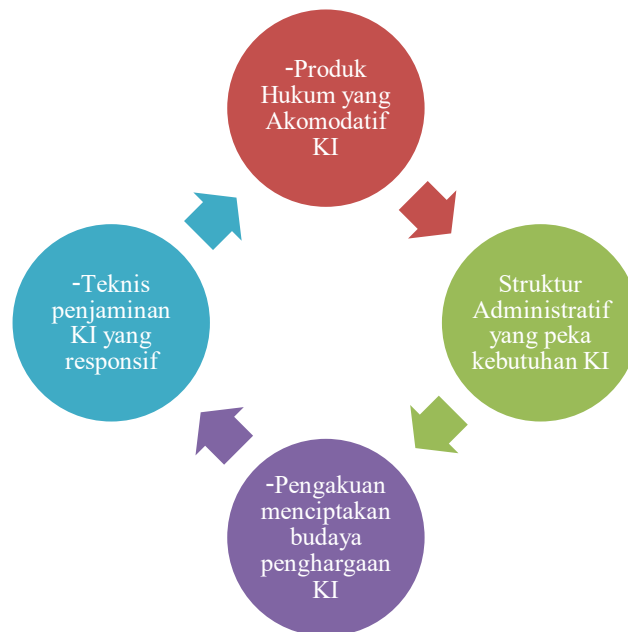 -Produk
Hukum yang
Akomodatif
KI
Struktur
Administratif
yang peka
kebutuhan KI
-Pengakuan
menciptakan
budaya
penghargaan
KI
-Teknis
penjaminan
KI yang
responsif